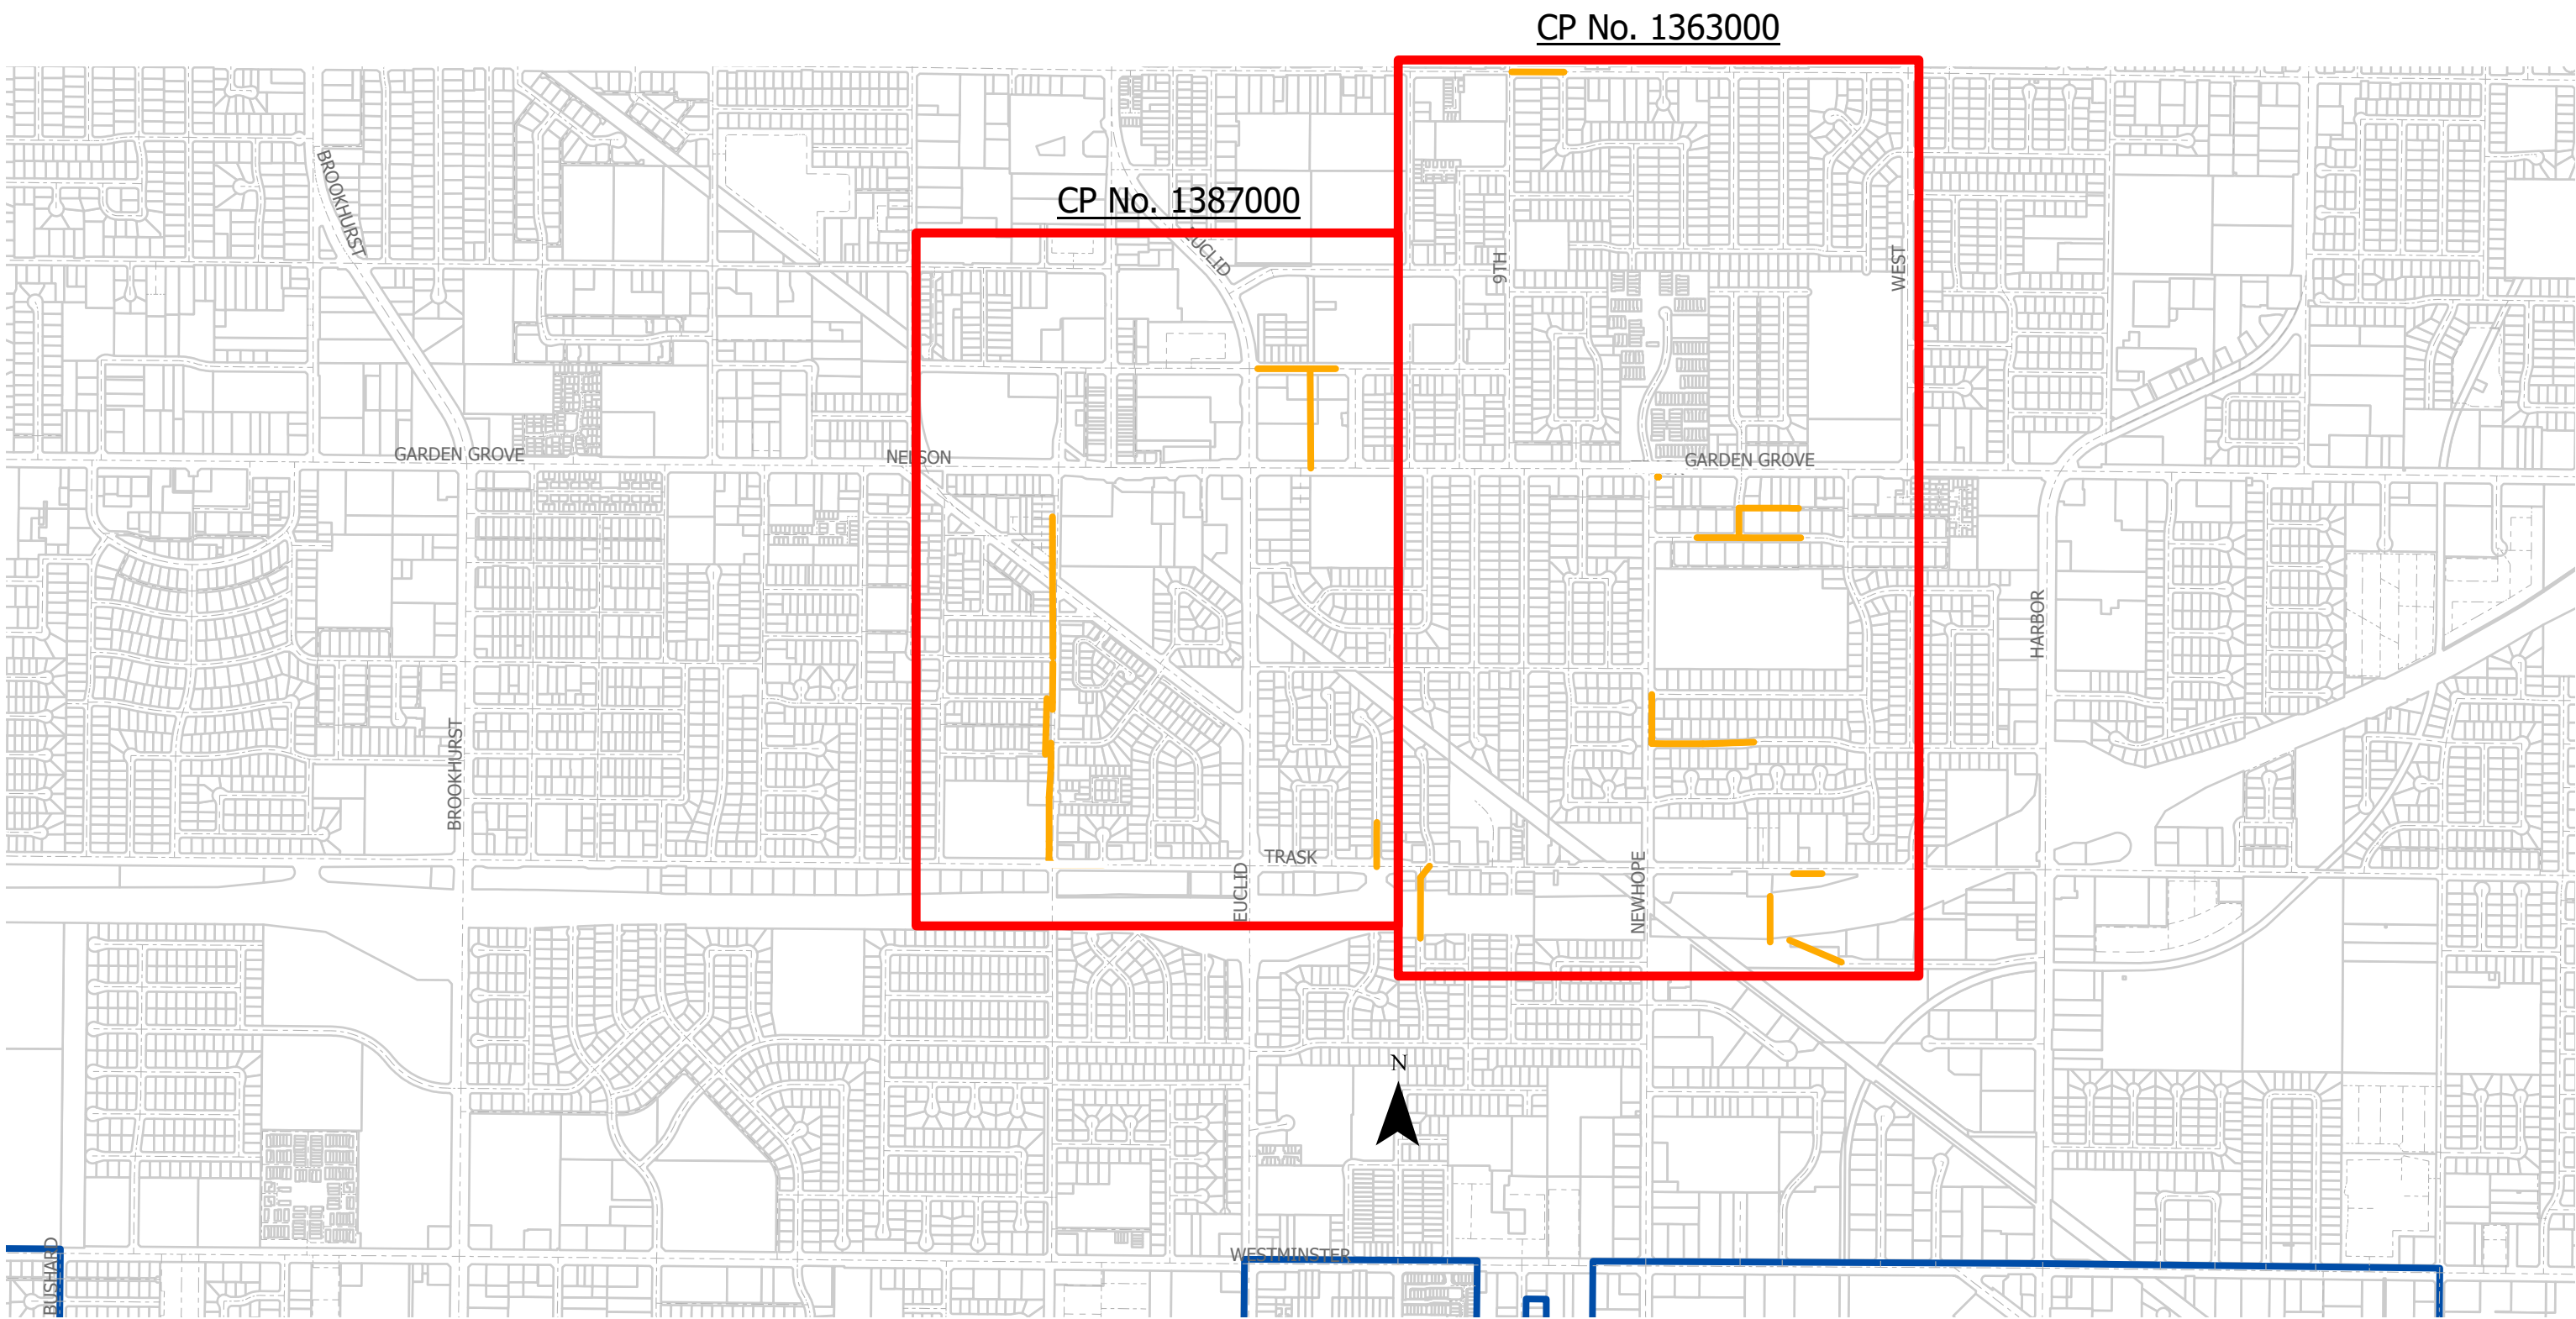 CP No. 1363000
CP No. 1387000
BROOKHURST
EUCLID
9TH
WEST
GARDEN GROVE
NELSON
GARDEN GROVE
HARBOR
BROOKHURST
TRASK
EUCLID
NEWHOPE
N
WESTMINSTER
BUSHARD